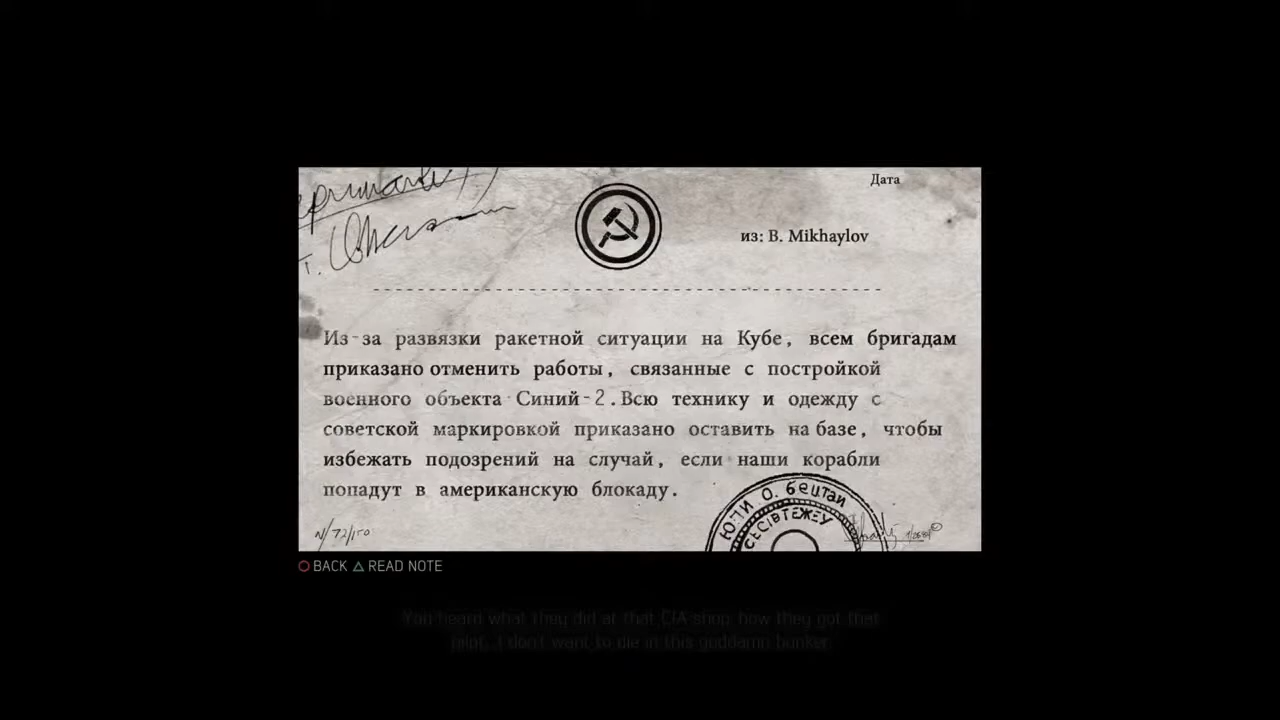 Дата
из: B. Mikhaylov
Из-за развязки ракетной ситуации на Кубе, всем бригадам
приказано отменить работы, связанные с постройкой
военного объекта Синий-2.Всю технику и одежду с
советской маркировкой приказано оставить на базе, чтобы
избежать подозрений на случай, если наши корабли
попадут в американскую блокаду.
N/72/150
BACK READ NOTE
You heard what they did at that CIA shop, how they got that
pilot...I don't want to die in this goddamn bunker.